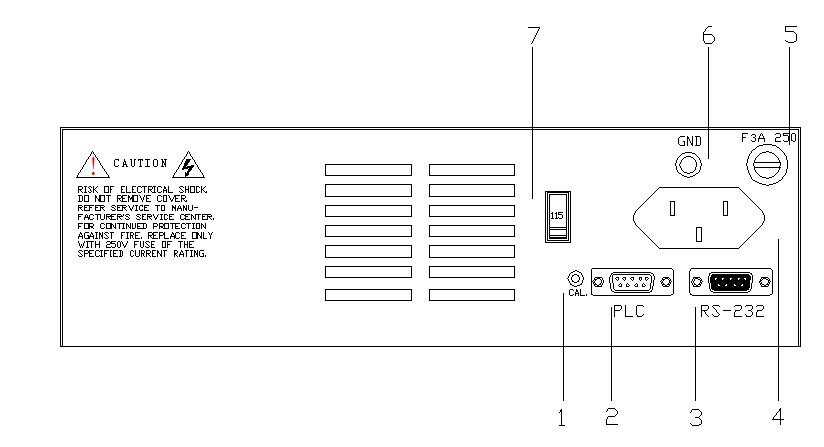 7
6
5
GND
F3A 250
CAUTION
RISK OF ELECTRICAL SHOCK,
DO NOT REMOVE COVER,
REFER SERVICE TO MANU-
FACTURER'S SERVICE CENTER.
FOR CONTINUED PROTECTION
AGAINST FIRE, REPLACE ONLY
WITH 250V FUSE OF THE
SPECIFIED CURRENT RATING.
115
CAL.
PLC
RS-232
1
2
3
4